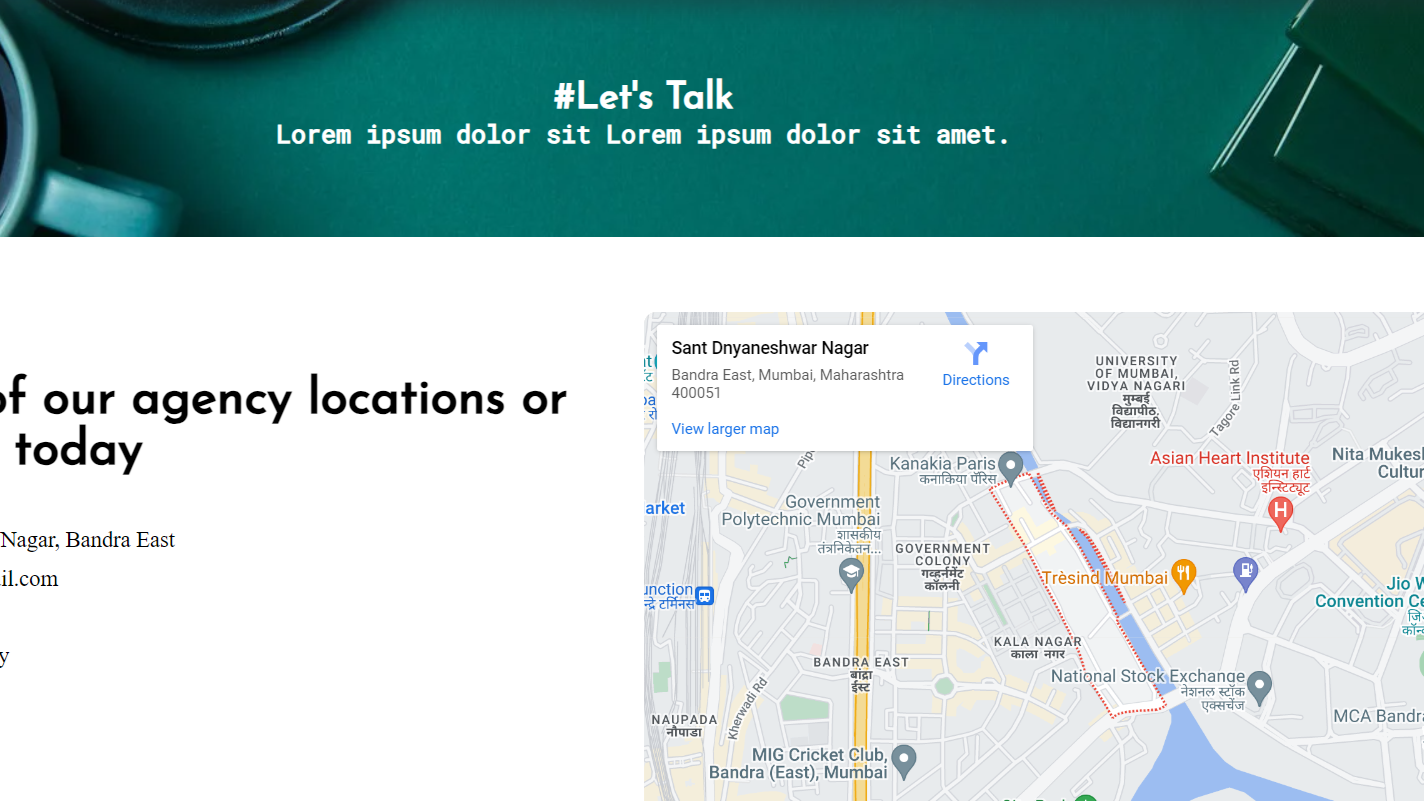 #Let's Talk
Lorem ipsum dolor sit Lorem ipsum dolor sit amet.
of our agency locations or
today
Nagar, Bandra East
il.com
y
Sant Dnyaneshwar Nagar
Bandra East, Mumbai, Maharashtra
400051
Directions
View larger map
UNIVERSITY
OF MUMBAI,
VIDYA NAGARI
मुम्बई
विद्यापीठ,
विद्यानगरी
Tagore Link Rd
Kanakia Paris
कनाकिया पॅरिस
Asian Heart Institute
एशियन हार्ट
इन्स्टिट्यूट
Nita Mukes
Cultur
arket
Government
Polytechnic Mumbai
शासकीय
तंत्रनिकेतन...
GOVERNMENT
COLONY
गव्हर्नमेंट
कॉलनी
Trèsind Mumbai
unction
न्द्रे टर्मिनस
Jio W
Convention Ce
KALA NAGAR
काला नगर
BANDRA EAST
बांद्रा
ईस्ट
National Stock Exchange
नेशनल स्टॉक
एक्सचेंज
Kherwadi Rd
NAUPADA
नौपाडा
MCA Bandra
MIG Cricket Club,
Bandra (East), Mumbai